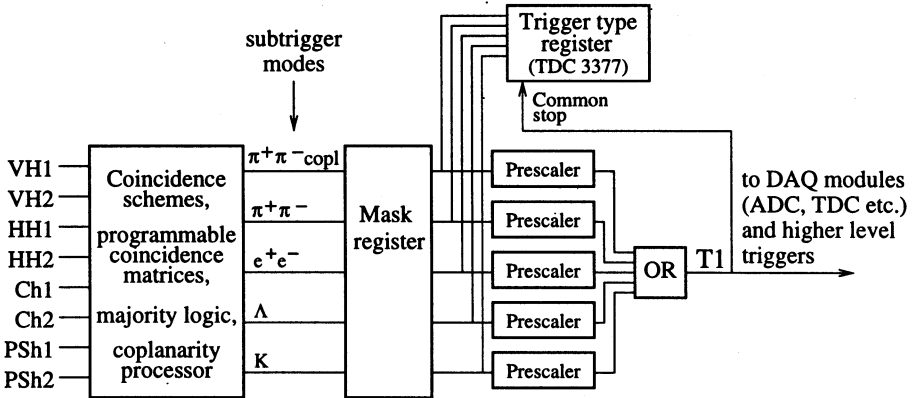 subtrigger
modes
Trigger type
register
(TDC 3377)
Common
stop
VH1
VH2
HH1
HH2
Ch1
Ch2
PSh1
PSh2
Coincidence
schemes,
programmable
coincidence
matrices,
majority logic,
coplanarity
processor
π⁺π⁻copl
π⁺π⁻
e⁺e⁻
Λ
K
Mask
register
Prescaler
Prescaler
Prescaler
Prescaler
Prescaler
OR
T1
to DAQ modules
(ADC, TDC etc.)
and higher level
triggers